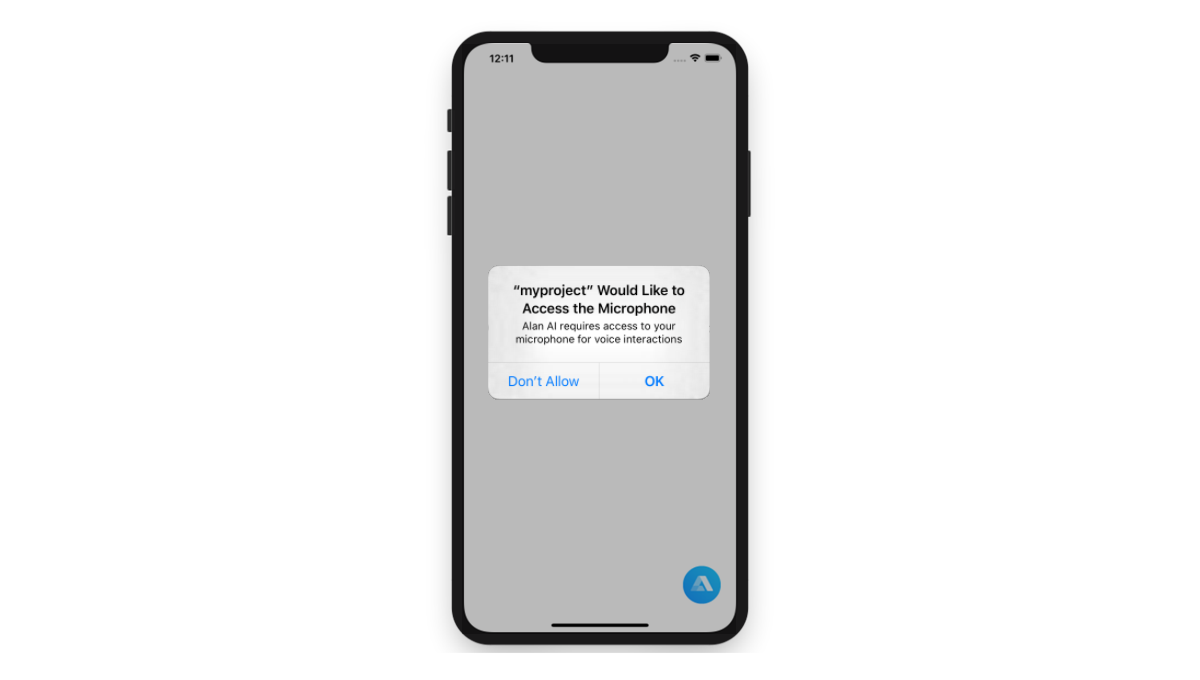 12:11
“myproject” Would Like to
Access the Microphone
Alan AI requires access to your
microphone for voice interactions
Don’t Allow
OK